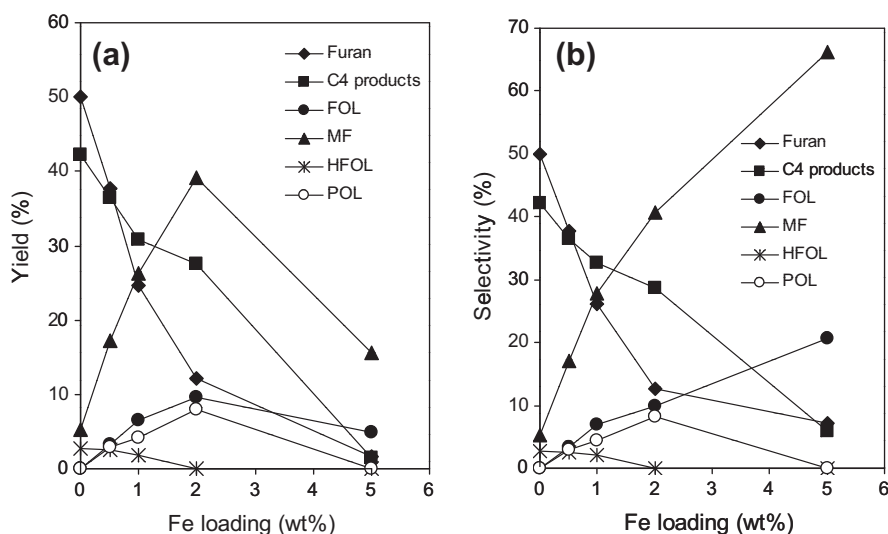 (a)
Yield (%)
60
50
40
30
20
10
0
Furan
C4 products
FOL
MF
HFOL
POL
0 1 2 3 4 5 6
Fe loading (wt%)
(b)
Selectivity (%)
70
60
50
40
30
20
10
0
Furan
C4 products
FOL
MF
HFOL
POL
0 1 2 3 4 5 6
Fe loading (wt%)